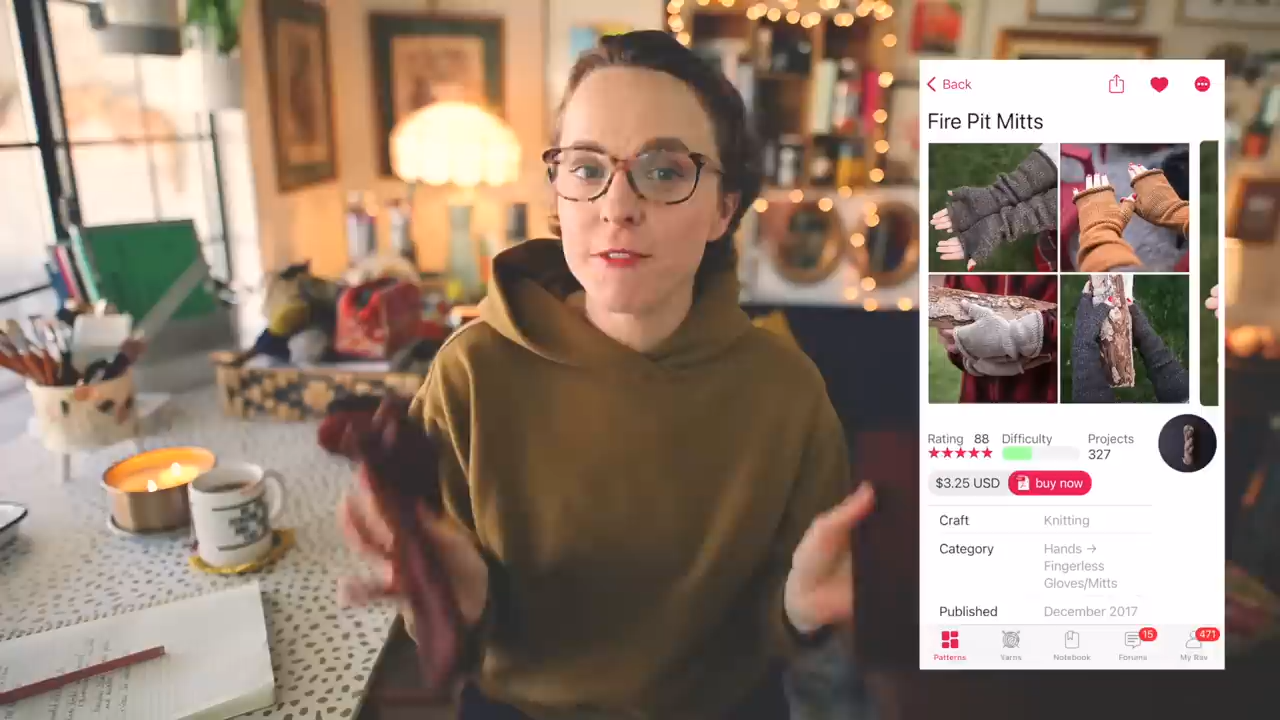 Back
Fire Pit Mitts
Rating 88 Difficulty Projects
327
$3.25 USD buy now
Craft Knitting
Category Hands →
Fingerless
Gloves/Mitts
Published December 2017
15 471
Patterns Yarns Notebook Forums My Rav